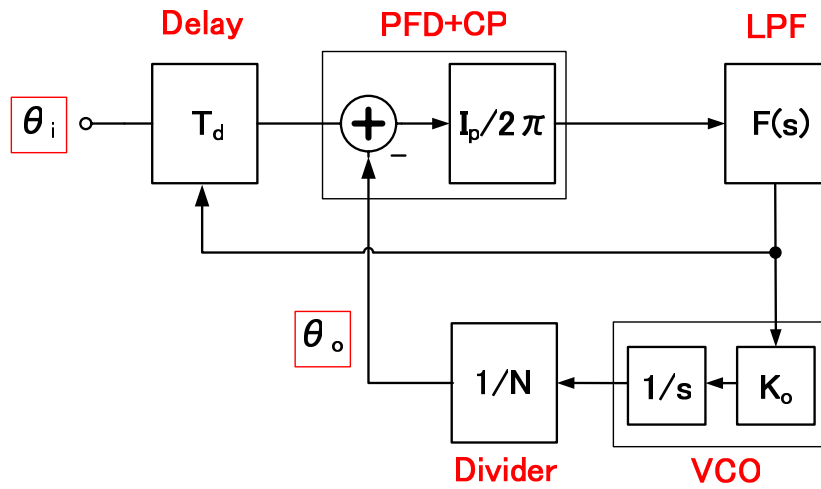 Delay
PFD+CP
LPF
θi
Td
+
Ip/2π
F(s)
−
θo
1/N
1/s
Ko
Divider
VCO